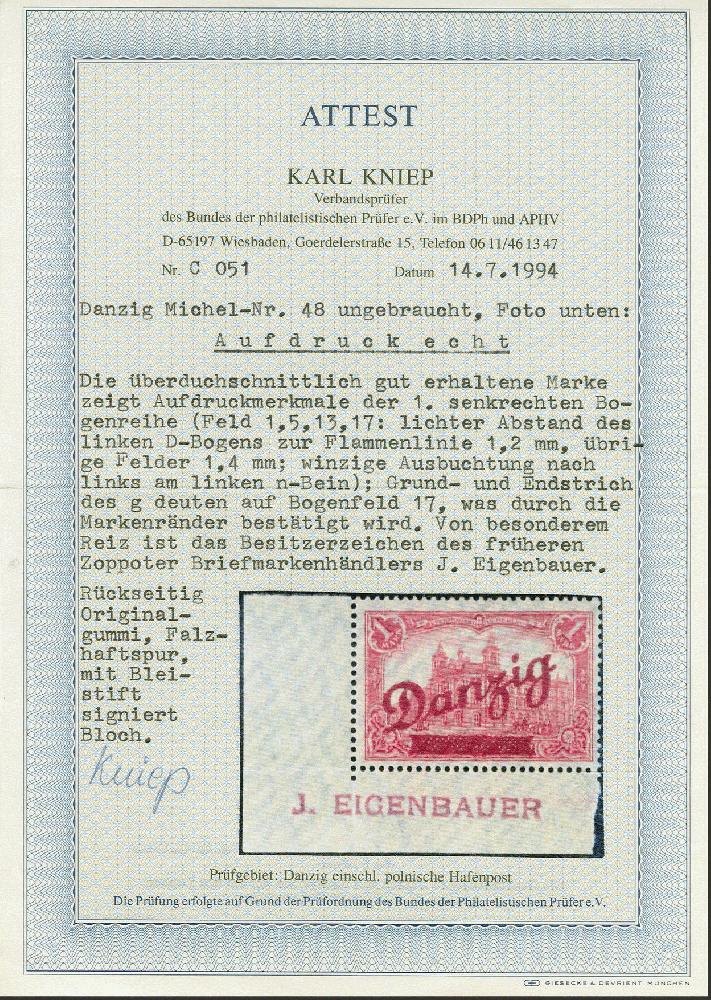 ATTEST
KARL KNIEP
Verbandsprüfer
des Bundes der philatelistischen Prüfer e.V. im BDPh und APHV
D-65197 Wiesbaden, Goerdelerstraße 15, Telefon 06 11/46 13 47
Nr. C 051 Datum 14.7.1994
Danzig Michel-Nr. 48 ungebraucht, Foto unten:
A u f d r u c k e c h t
Die überduchschnittlich gut erhaltene Marke
zeigt Aufdruckmerkmale der 1. senkrechten Bo-
genreihe (Feld 1,5,13,17: lichter Abstand des
linken D-Bogens zur Flammenlinie 1,2 mm, übri-
ge Felder 1,4 mm; winzige Ausbuchtung nach
links am linken n-Bein); Grund- und Endstrich
des g deuten auf Bogenfeld 17, was durch die
Markenränder bestätigt wird. Von besonderem
Reiz ist das Besitzerzeichen des früheren
Zoppoter Briefmarkenhändlers J. Eigenbauer.
Rückseitig
Original-
gummi, Falz-
haftspur,
mit Blei-
stift
signiert
Bloch.
Kniep
1 1
Danzig
J. EIGENBAUER
Prüfgebiet: Danzig einschl. polnische Hafenpost
Die Prüfung erfolgte auf Grund der Prüfordnung des Bundes der Philatelistischen Prüfer e.V.
GIESECKE & DEVRIENT MÜNCHEN